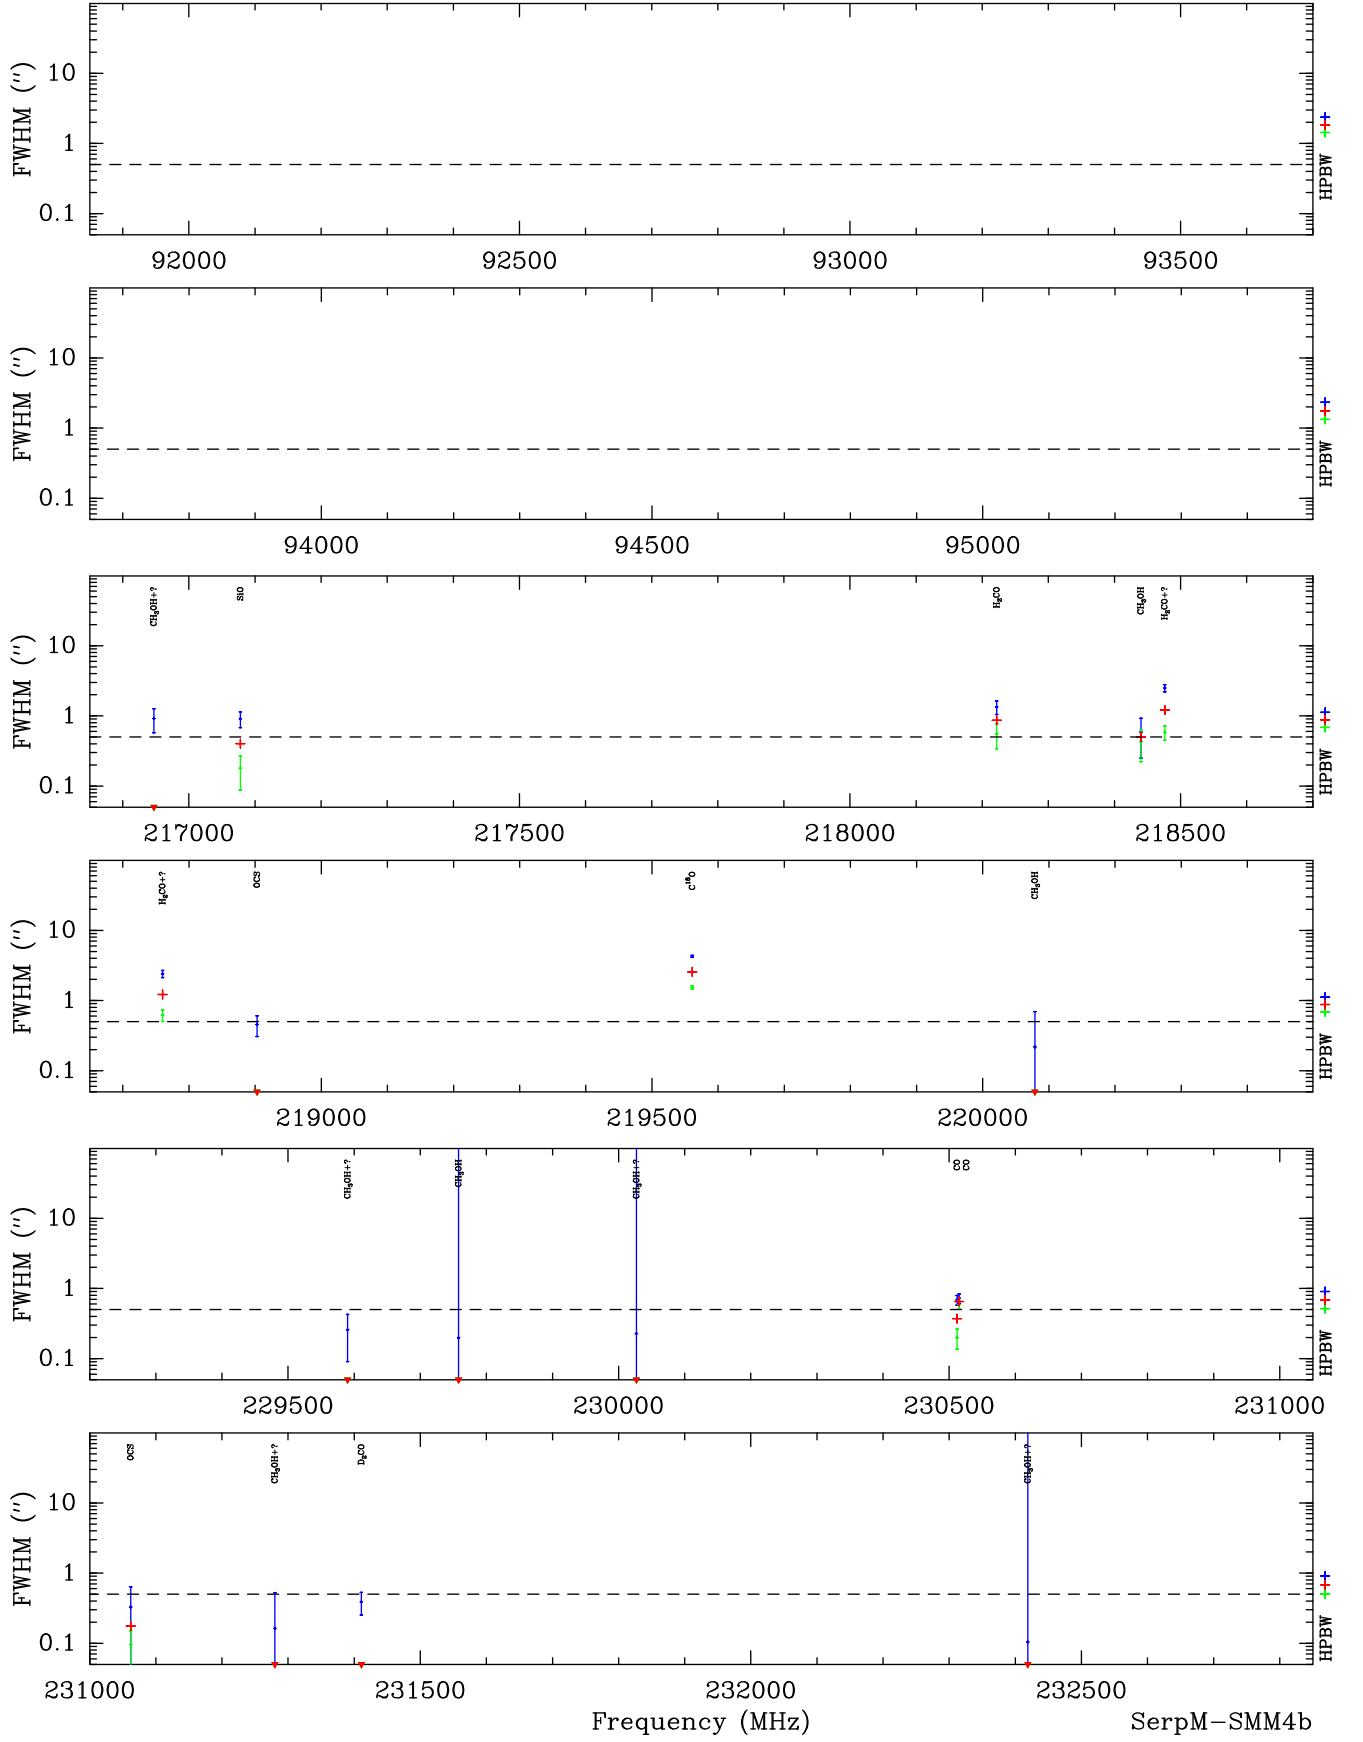 FWHM (″)
10
1
0.1
HPBW
92000 92500 93000 93500
FWHM (″)
10
1
0.1
HPBW
94000 94500 95000
CH₃OH+? SiO H₂CO CH₃OH H₂CO+?
FWHM (″)
10
1
0.1
HPBW
217000 217500 218000 218500
H₂CO+? OCS C¹⁸O CH₃OH
FWHM (″)
10
1
0.1
HPBW
219000 219500 220000
CH₃OH+? CH₃OH CH₃OH+? CO CO
FWHM (″)
10
1
0.1
HPBW
229500 230000 230500 231000
OCS CH₃OH+? D₂CO CH₃OH+?
FWHM (″)
10
1
0.1
HPBW
231000 231500 232000 232500
Frequency (MHz)
SerpM−SMM4b